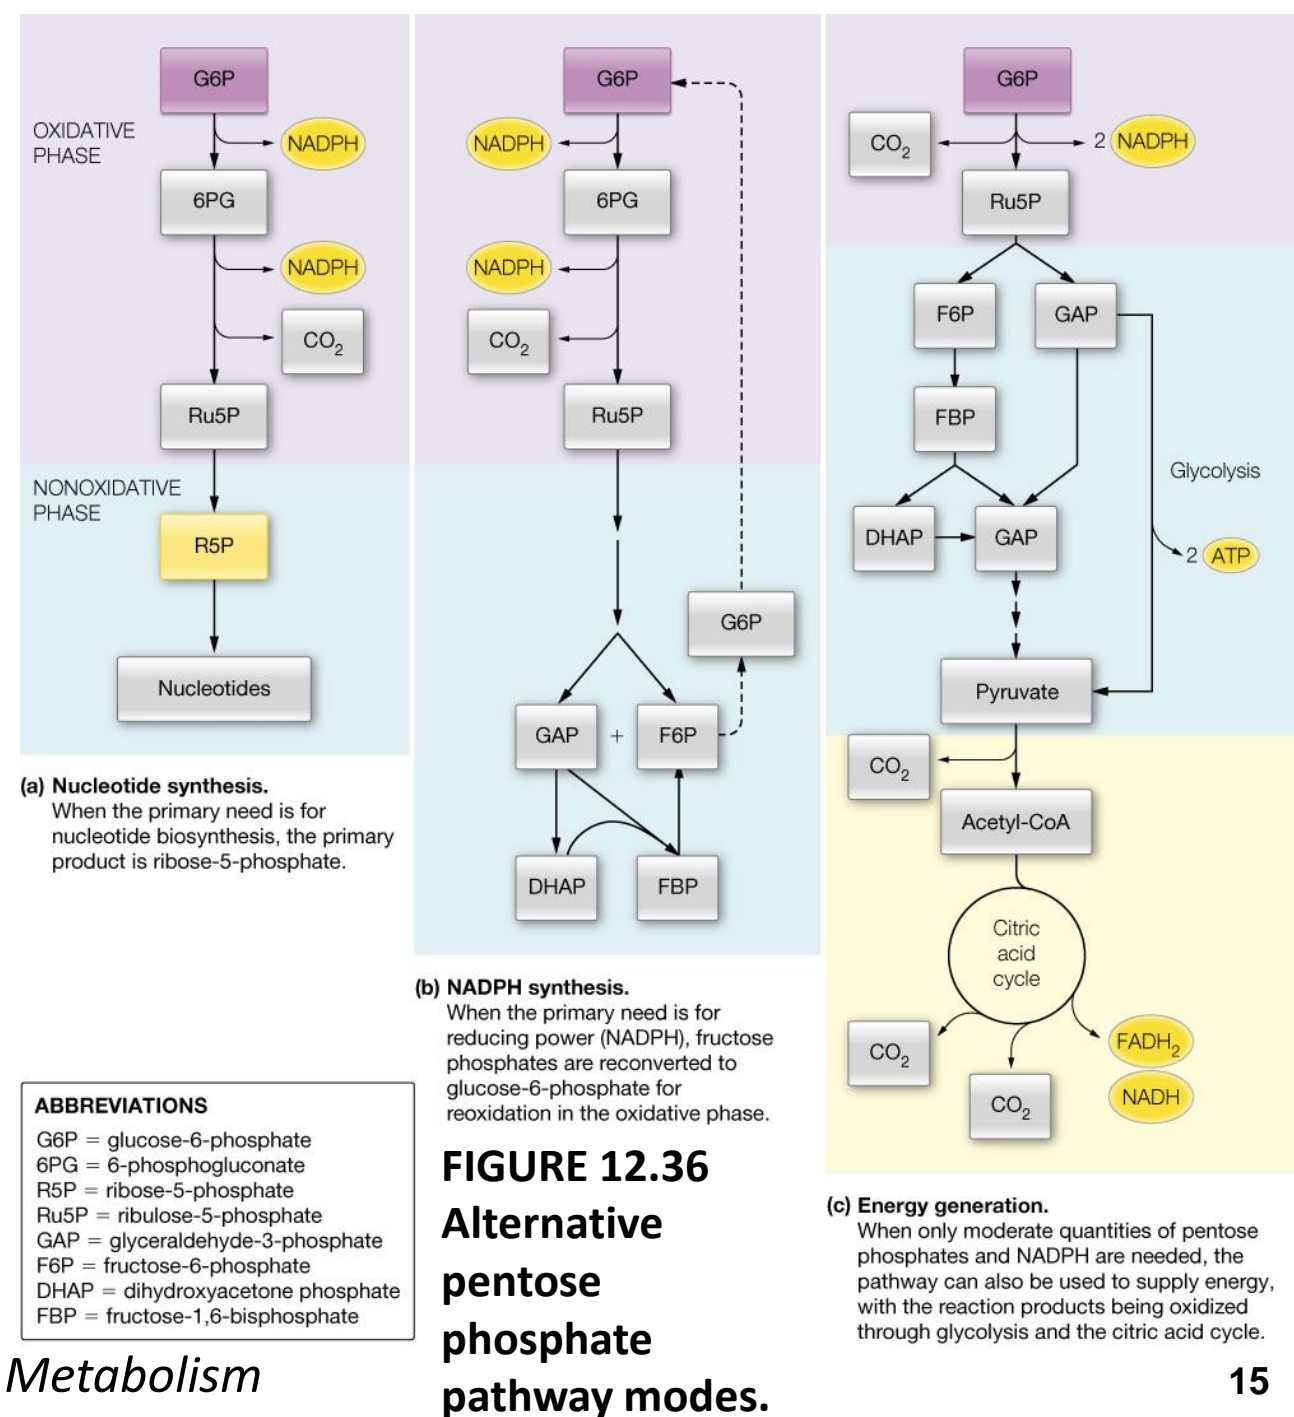 G6P
OXIDATIVE
PHASE
NADPH
6PG
NADPH
CO2
Ru5P
NONOXIDATIVE
PHASE
R5P
Nucleotides
(a) Nucleotide synthesis.
When the primary need is for
nucleotide biosynthesis, the primary
product is ribose-5-phosphate.
G6P
NADPH
6PG
NADPH
CO2
Ru5P
G6P
GAP + F6P
DHAP FBP
(b) NADPH synthesis.
When the primary need is for
reducing power (NADPH), fructose
phosphates are reconverted to
glucose-6-phosphate for
reoxidation in the oxidative phase.
G6P
CO2 2 NADPH
Ru5P
F6P GAP
FBP
Glycolysis
DHAP GAP
2 ATP
Pyruvate
CO2
Acetyl-CoA
Citric
acid
cycle
FADH2
CO2
NADH
CO2
(c) Energy generation.
When only moderate quantities of pentose
phosphates and NADPH are needed, the
pathway can also be used to supply energy,
with the reaction products being oxidized
through glycolysis and the citric acid cycle.
ABBREVIATIONS
G6P = glucose-6-phosphate
6PG = 6-phosphogluconate
R5P = ribose-5-phosphate
Ru5P = ribulose-5-phosphate
GAP = glyceraldehyde-3-phosphate
F6P = fructose-6-phosphate
DHAP = dihydroxyacetone phosphate
FBP = fructose-1,6-bisphosphate
FIGURE 12.36
Alternative
pentose
phosphate
pathway modes.
Metabolism
15